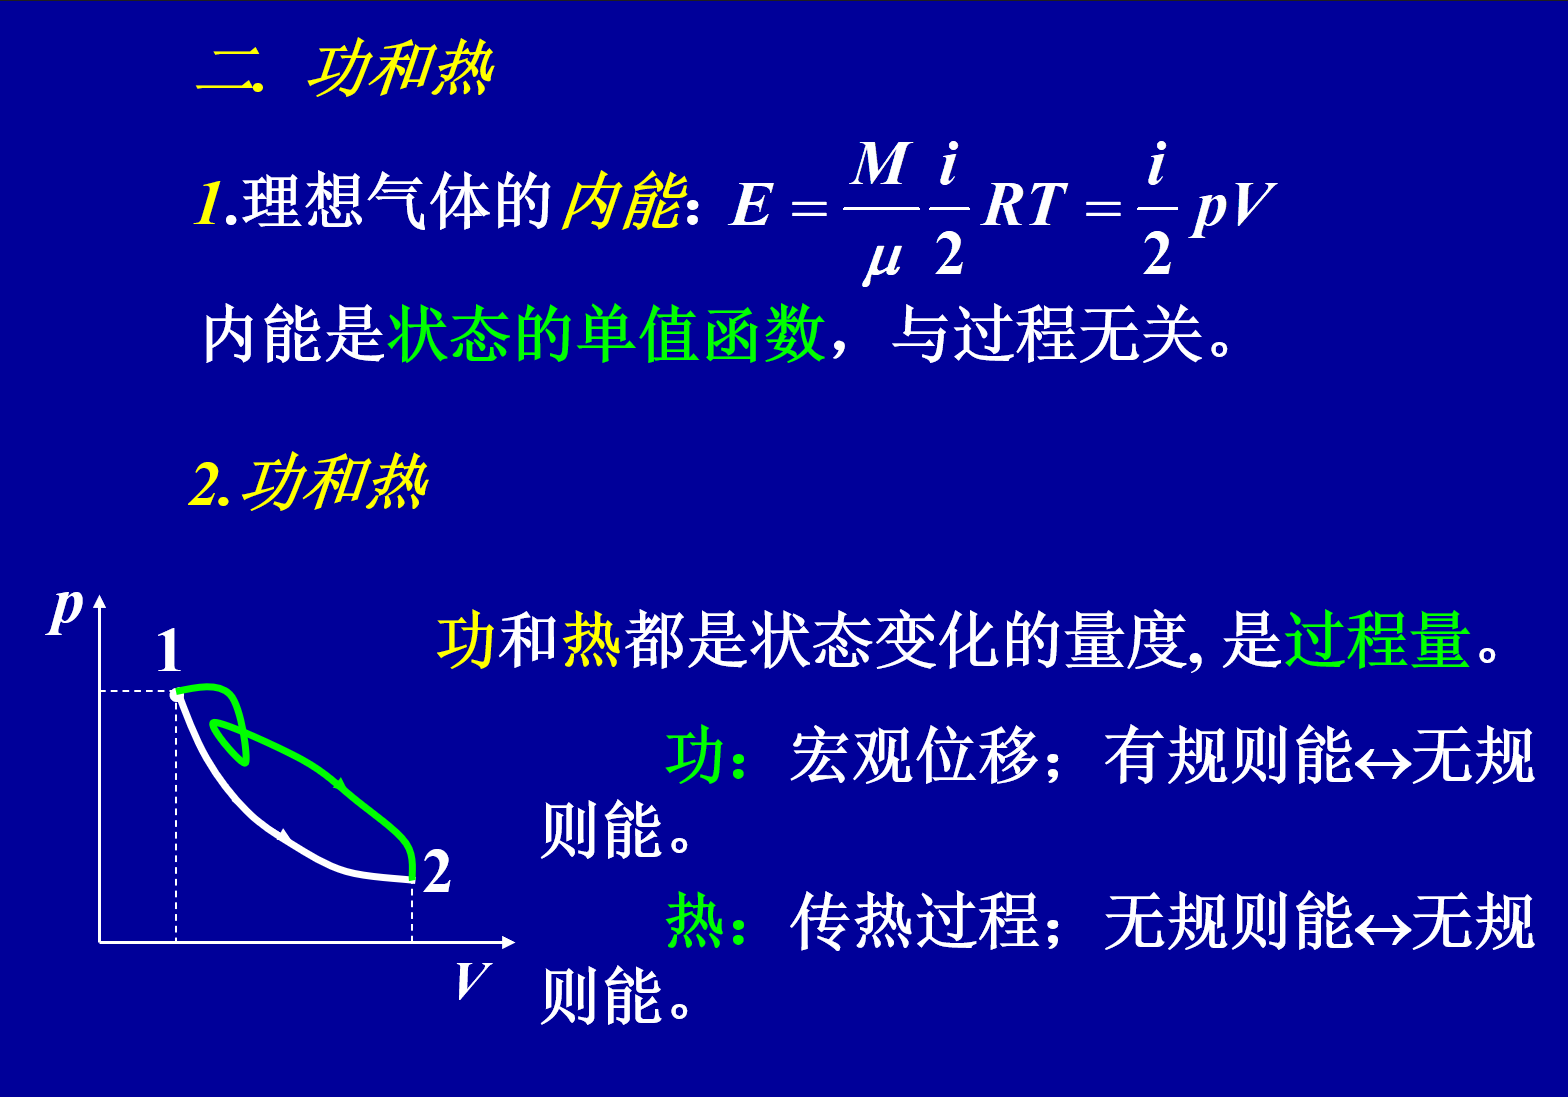 二. 功和热
1.理想气体的内能：E = M/μ i/2 RT = i/2 pV
内能是状态的单值函数，与过程无关。
2.功和热
p
1
2
V
功和热都是状态变化的量度, 是过程量。
功：宏观位移；有规则能↔无规
则能。
热：传热过程；无规则能↔无规
则能。